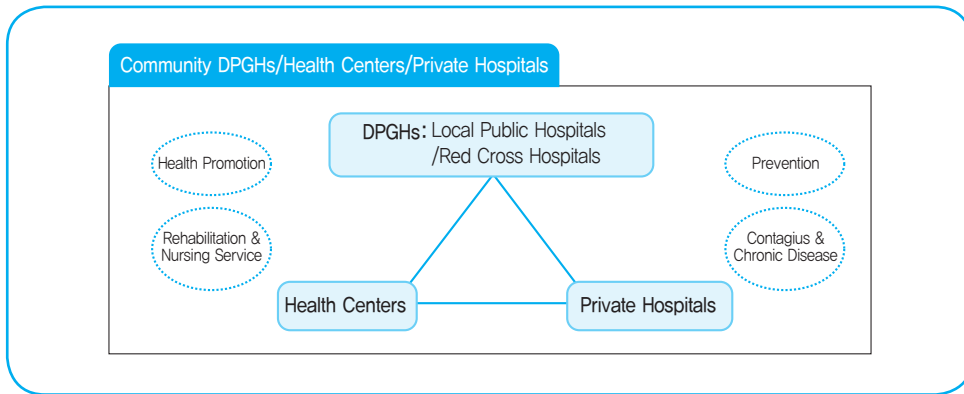 Community DPGHs/Health Centers/Private Hospitals
DPGHs: Local Public Hospitals
/Red Cross Hospitals
Health Promotion
Prevention
Rehabilitation &
Nursing Service
Contagius &
Chronic Disease
Health Centers
Private Hospitals